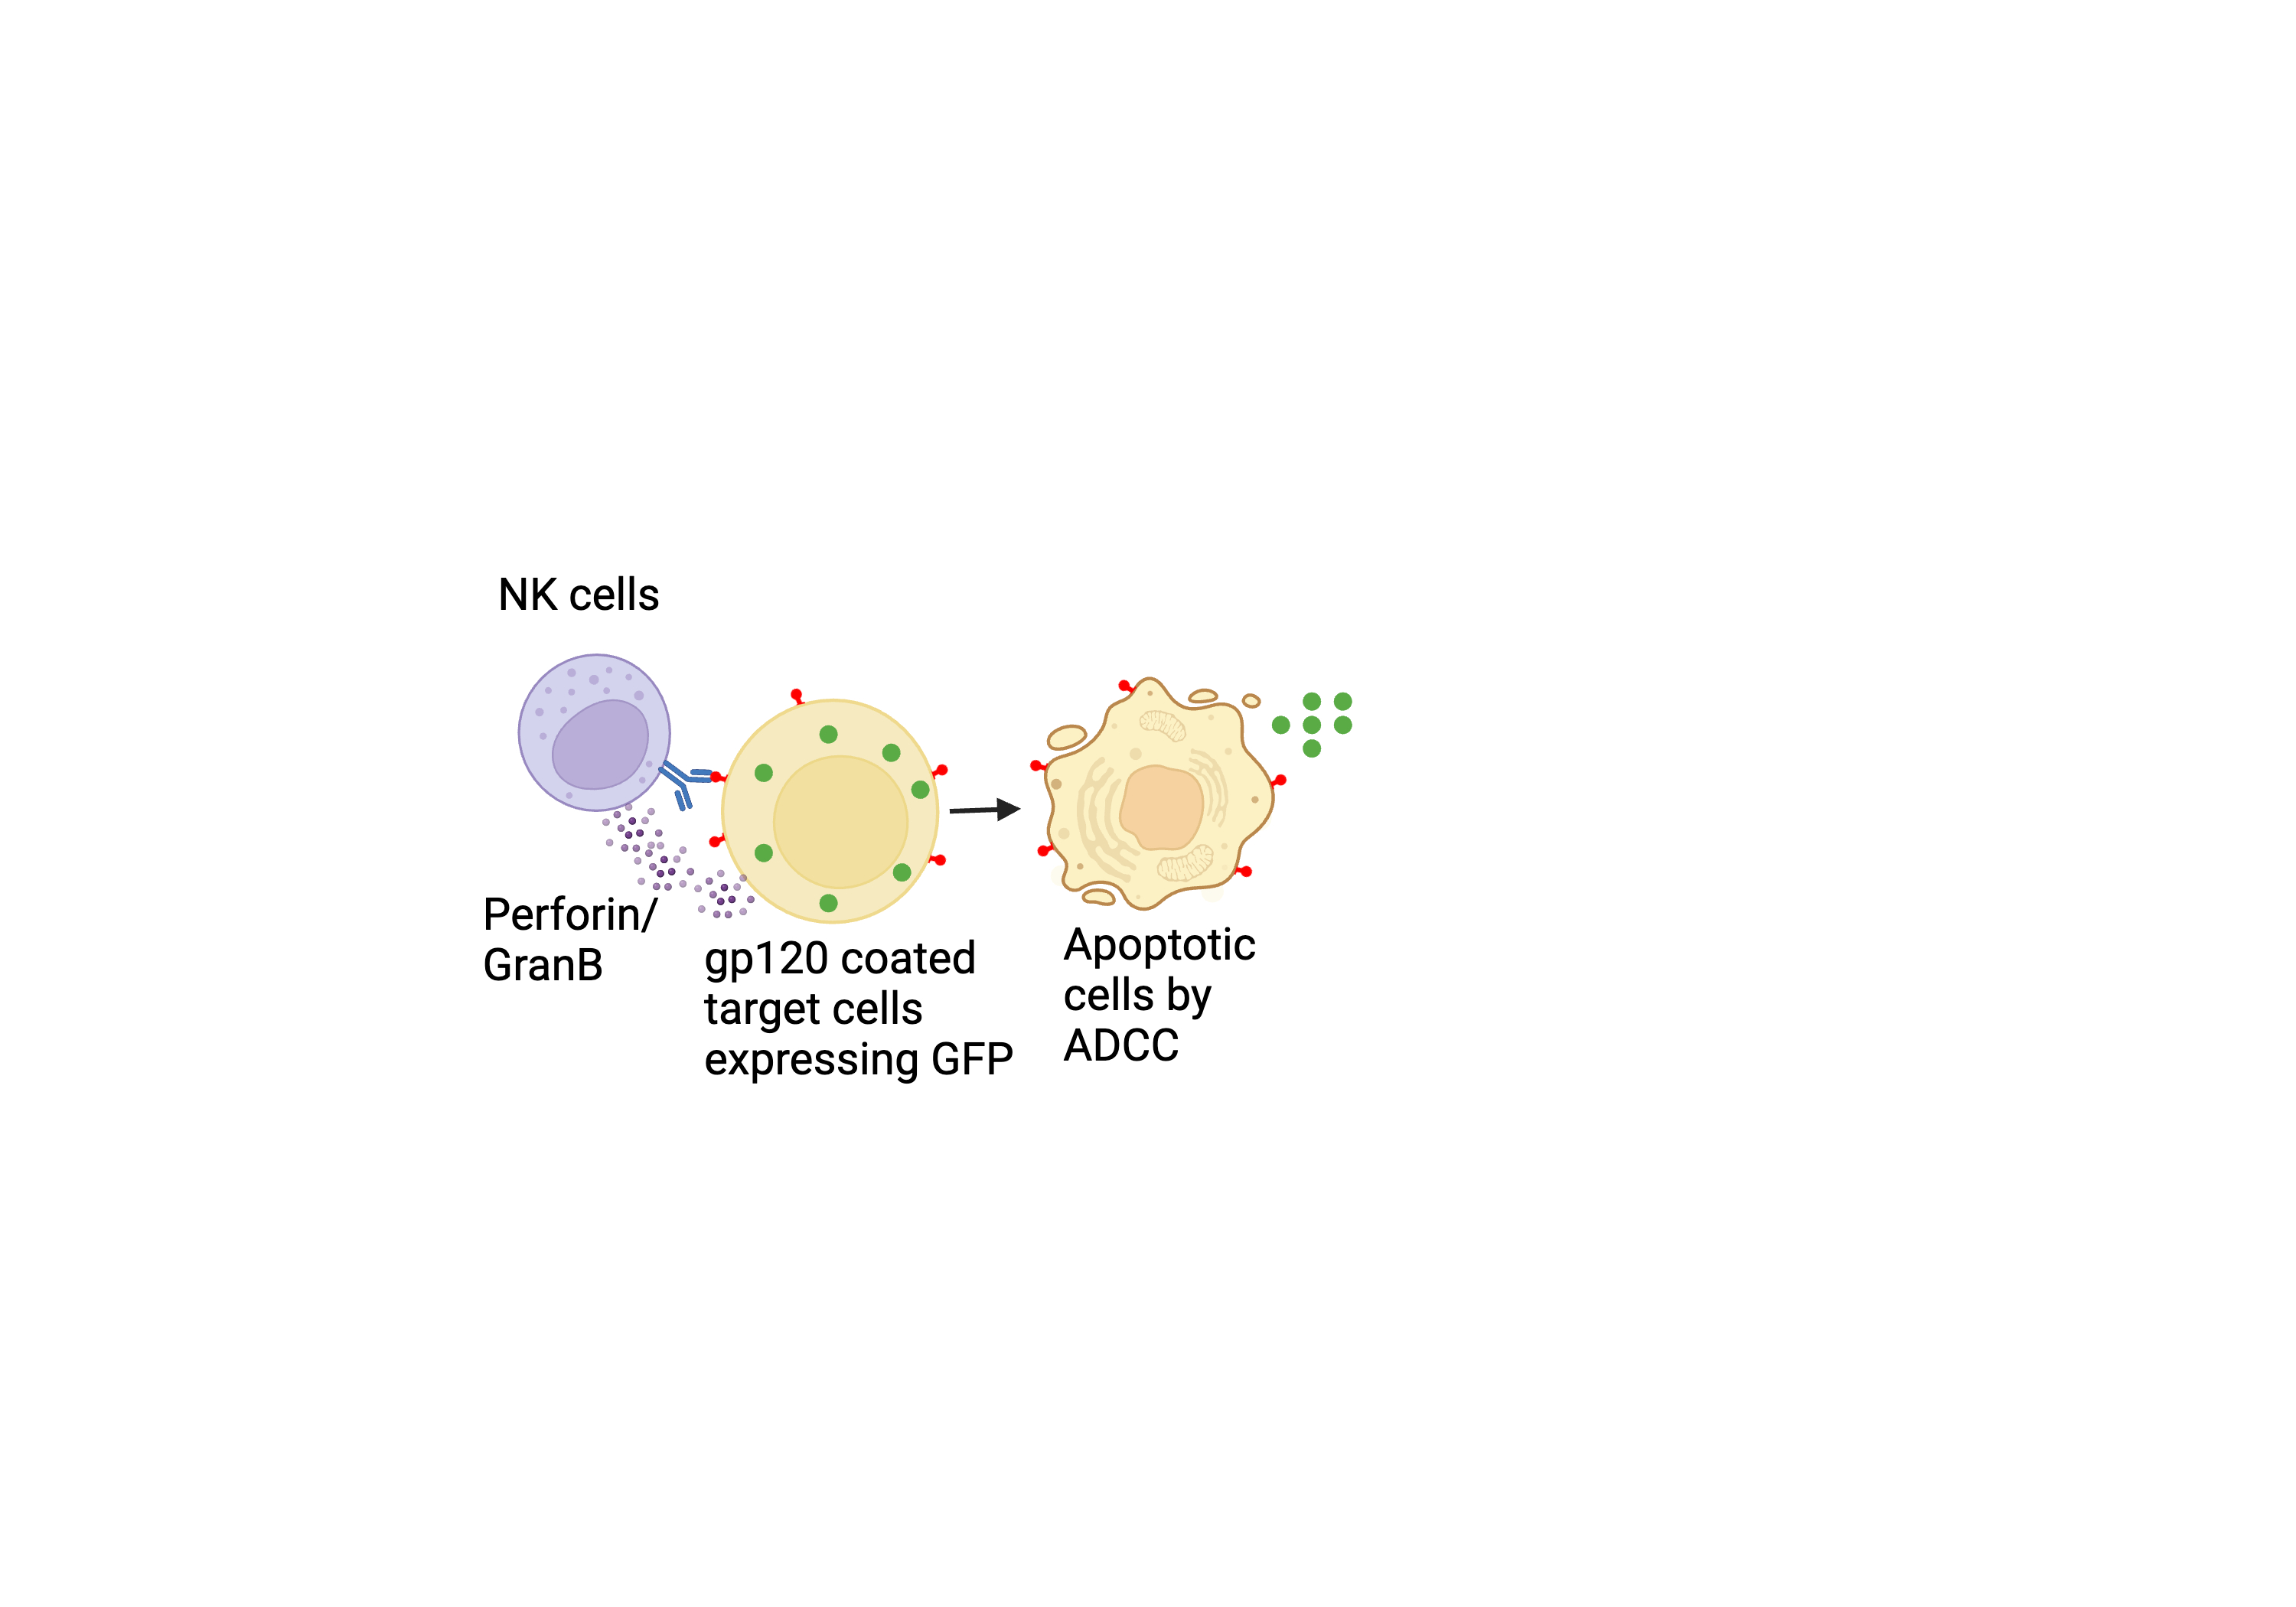 NK cells
Perforin/
GranB
gp120 coated
target cells
expressing GFP
Apoptotic
cells by
ADCC